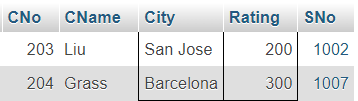 CNo CName City Rating SNo
203 Liu San Jose 200 1002
204 Grass Barcelona 300 1007